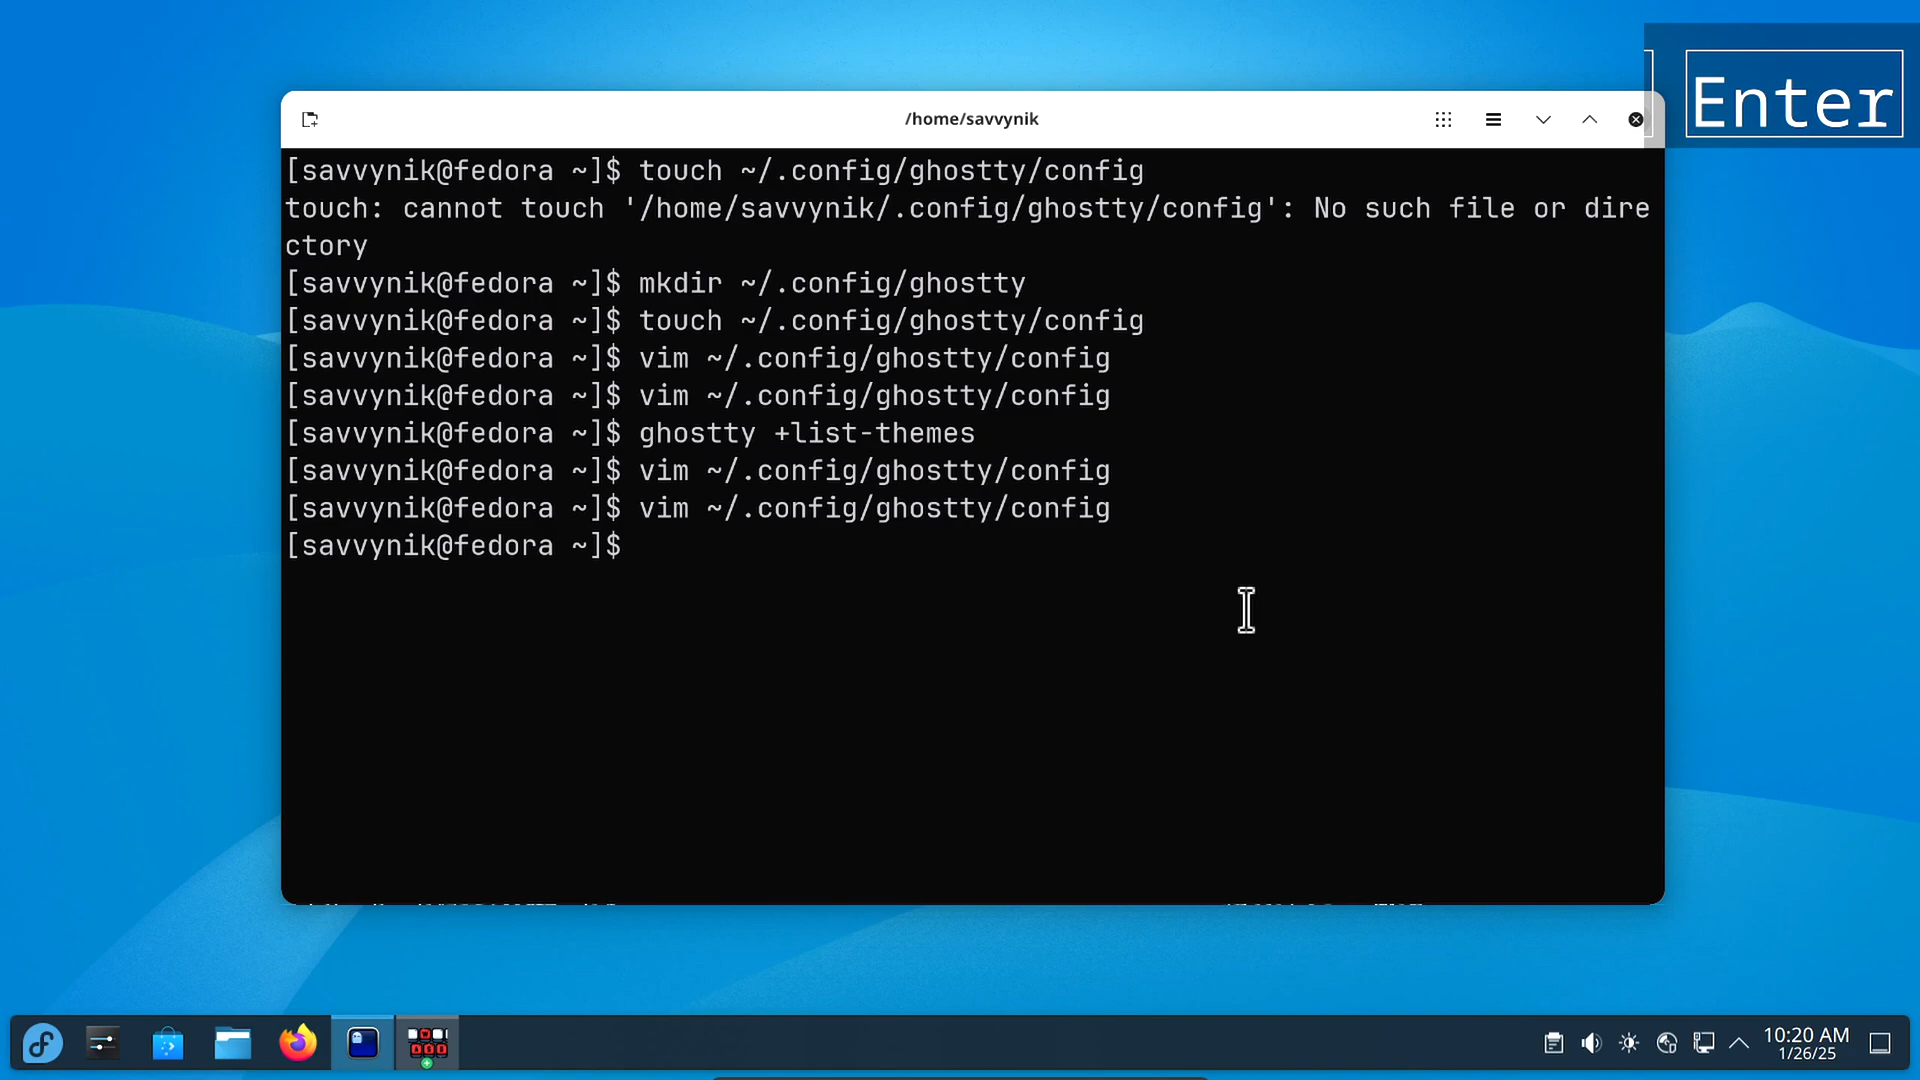 Enter
/home/savvynik
[savvynik@fedora ~]$ touch ~/.config/ghostty/config
touch: cannot touch '/home/savvynik/.config/ghostty/config': No such file or dire
ctory
[savvynik@fedora ~]$ mkdir ~/.config/ghostty
[savvynik@fedora ~]$ touch ~/.config/ghostty/config
[savvynik@fedora ~]$ vim ~/.config/ghostty/config
[savvynik@fedora ~]$ vim ~/.config/ghostty/config
[savvynik@fedora ~]$ ghostty +list-themes
[savvynik@fedora ~]$ vim ~/.config/ghostty/config
[savvynik@fedora ~]$ vim ~/.config/ghostty/config
[savvynik@fedora ~]$
10:20 AM
1/26/25